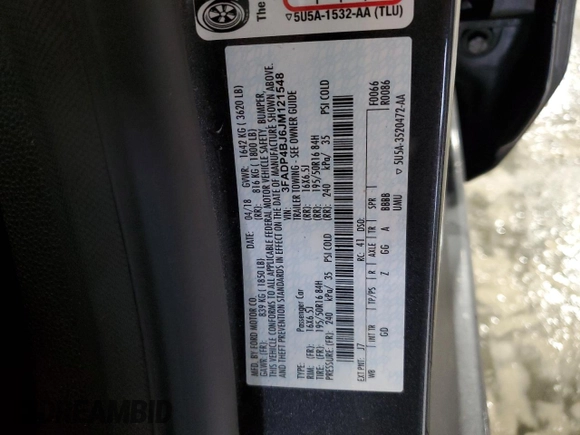 The
5U5A-1532-AA (TLU)
MFD. BY FORD MOTOR CO.
DATE: 04/18 GVWR: 1642 KG ( 3620 LB)
GAWR: (FR): 839 KG ( 1850 LB) (RR): 816 KG ( 1800 LB)
THIS VEHICLE CONFORMS TO ALL APPLICABLE FEDERAL MOTOR VEHICLE SAFETY, BUMPER,
AND THEFT PREVENTION STANDARDS IN EFFECT ON THE DATE OF MANUFACTURE SHOWN ABOVE.
VIN: 3FADP4BJ6JM121548
TYPE: Passenger Car TRAILER TOWING - SEE OWNER GUIDE
RIM: (FR): 16X6.5J (RR): 16X6.5J
TIRE: (FR): 195/50R16 84H (RR): 195/50R16 84H
PRESSURE (FR): 240 kPa/ 35 PSI COLD (RR): 240 kPa/ 35 PSI COLD
EXT PNT: J7 RC: 41 DSO: F0066
WB INT TR TP/PS R AXLE TR SPR R0086
GD Z GG A BBBB
UMU
5U5A-3520472-AA
DREAMBID